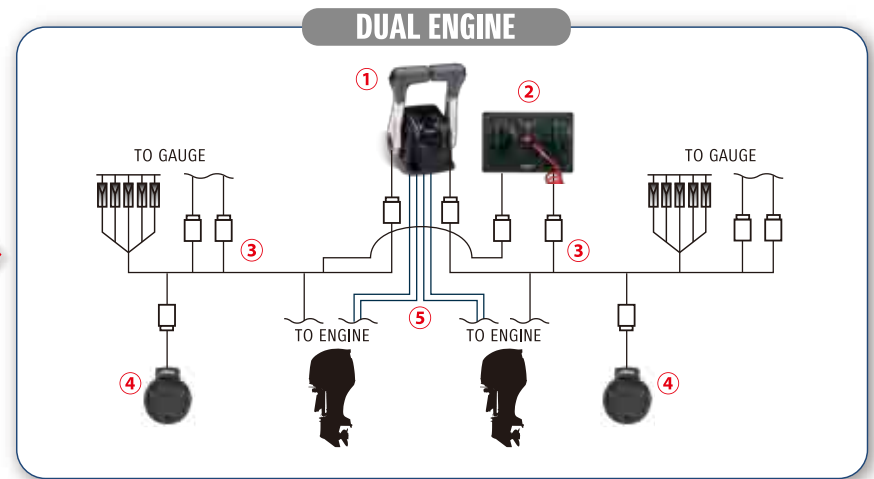 DUAL ENGINE
①
②
TO GAUGE
TO GAUGE
③
③
⑤
TO ENGINE
TO ENGINE
④
④